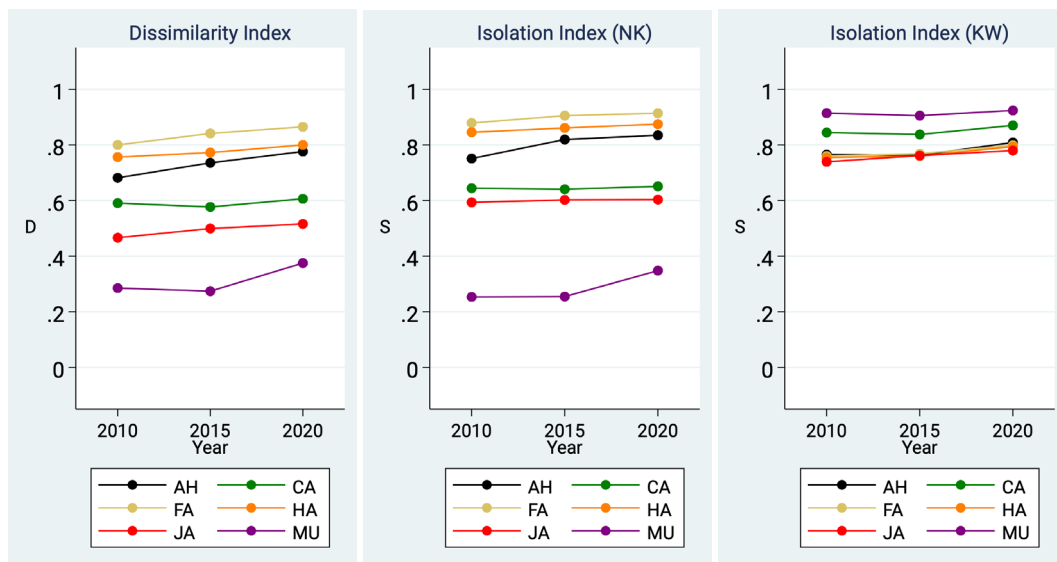 Dissimilarity Index
1
.8
.6
D
.4
.2
0
2010 2015 2020
Year
AH CA
FA HA
JA MU
Isolation Index (NK)
1
.8
.6
S
.4
.2
0
2010 2015 2020
Year
AH CA
FA HA
JA MU
Isolation Index (KW)
1
.8
.6
S
.4
.2
0
2010 2015 2020
Year
AH CA
FA HA
JA MU